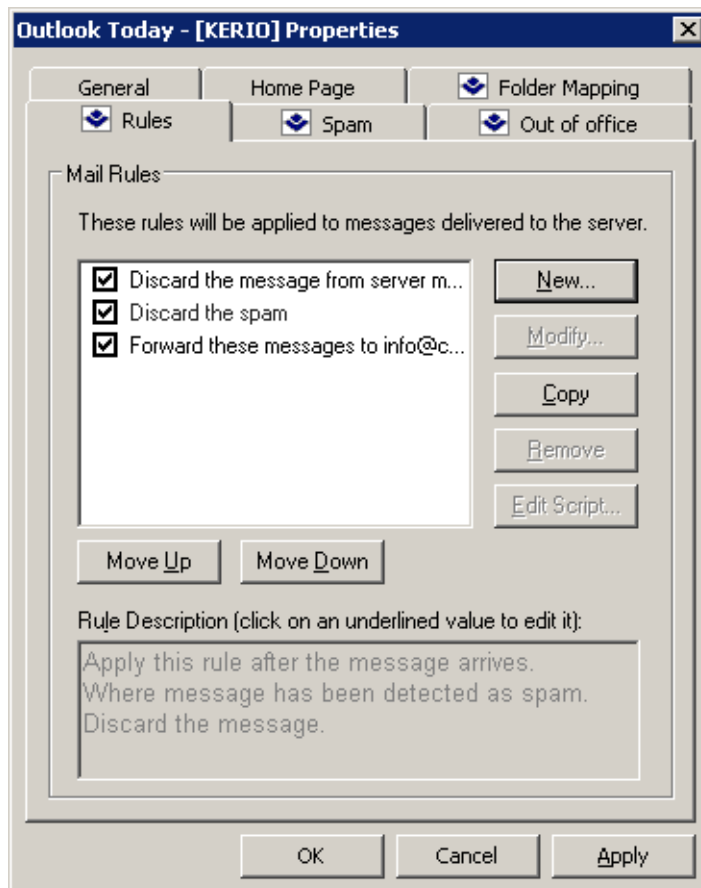 Outlook Today - [KERIO] Properties
General Home Page Folder Mapping
Rules Spam Out of office
Mail Rules
These rules will be applied to messages delivered to the server.
Discard the message from server m...
Discard the spam
Forward these messages to info@c...
New...
Modify...
Copy
Remove
Edit Script...
Move Up Move Down
Rule Description (click on an underlined value to edit it):
Apply this rule after the message arrives.
Where message has been detected as spam.
Discard the message.
OK Cancel Apply